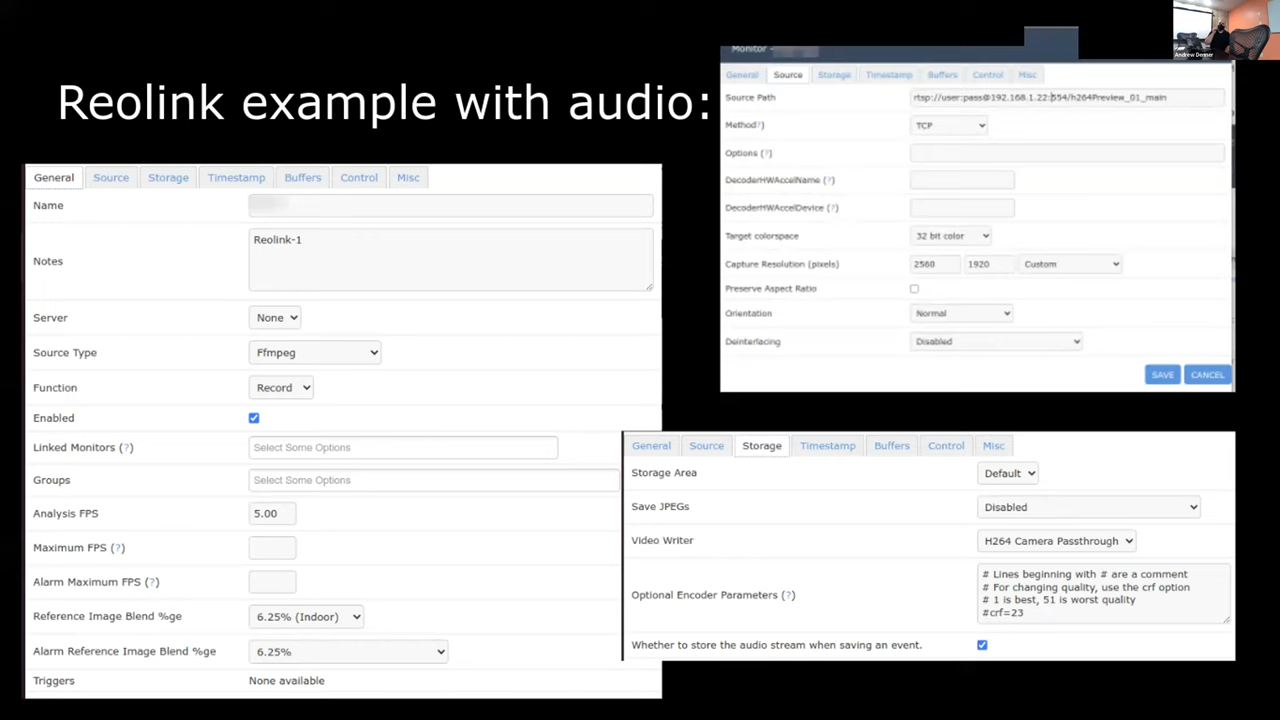 Reolink example with audio:
General Source Storage Timestamp Buffers Control Misc
Name
Notes Reolink-1
Server None
Source Type Ffmpeg
Function Record
Enabled
Linked Monitors (?) Select Some Options
Groups Select Some Options
Analysis FPS 5.00
Maximum FPS (?)
Alarm Maximum FPS (?)
Reference Image Blend %ge 6.25% (Indoor)
Alarm Reference Image Blend %ge 6.25%
Triggers None available
Monitor -
General Source Storage Timestamp Buffers Control Misc
Source Path rtsp://user:pass@192.168.1.22:554/h264Preview_01_main
Method?) TCP
Options (?)
DecoderHWAccelName (?)
DecoderHWAccelDevice (?)
Target colorspace 32 bit color
Capture Resolution (pixels) 2560 1920 Custom
Preserve Aspect Ratio
Orientation Normal
Deinterlacing Disabled
SAVE CANCEL
General Source Storage Timestamp Buffers Control Misc
Storage Area Default
Save JPEGs Disabled
Video Writer H264 Camera Passthrough
Optional Encoder Parameters (?)
# Lines beginning with # are a comment
# For changing quality, use the crf option
# 1 is best, 51 is worst quality
#crf=23
Whether to store the audio stream when saving an event.
Andrew Denner